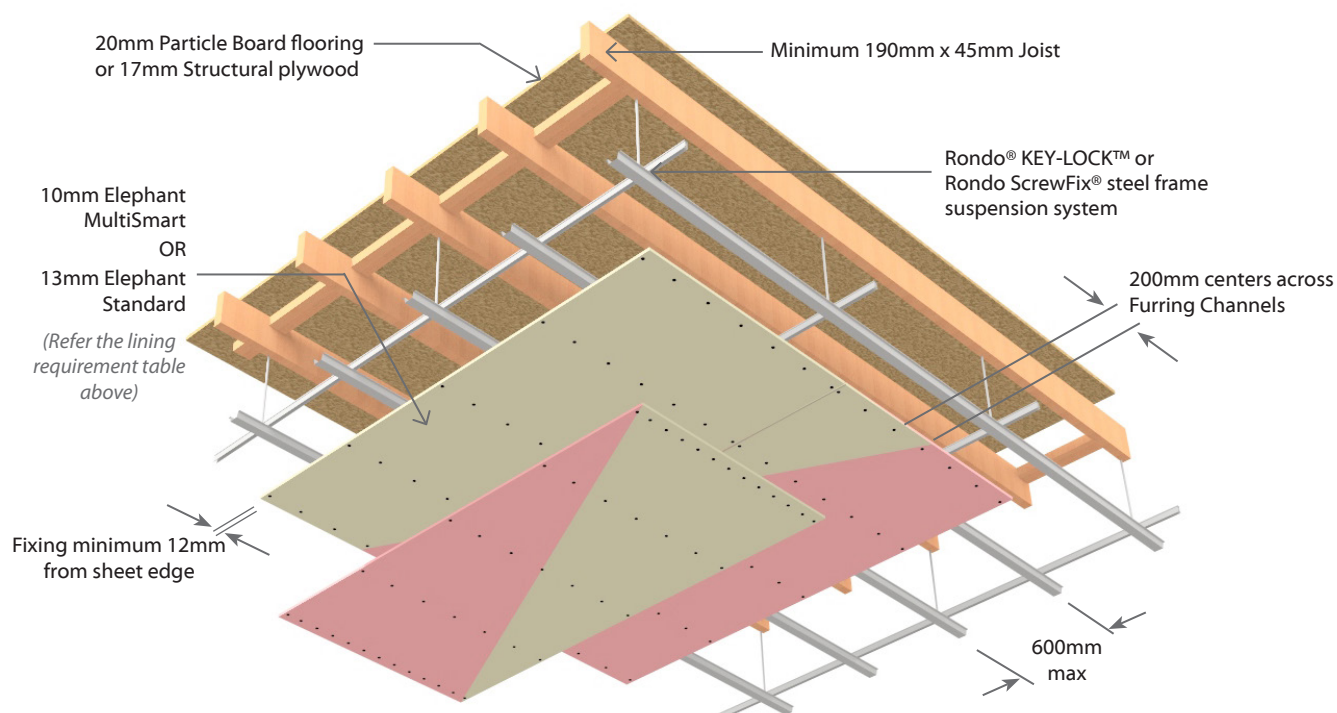 20mm Particle Board flooring
or 17mm Structural plywood
Minimum 190mm x 45mm Joist
Rondo® KEY-LOCK™ or
Rondo ScrewFix® steel frame
suspension system
10mm Elephant
MultiSmart
OR
13mm Elephant
Standard
(Refer the lining
requirement table
above)
200mm centers across
Furring Channels
Fixing minimum 12mm
from sheet edge
600mm
max